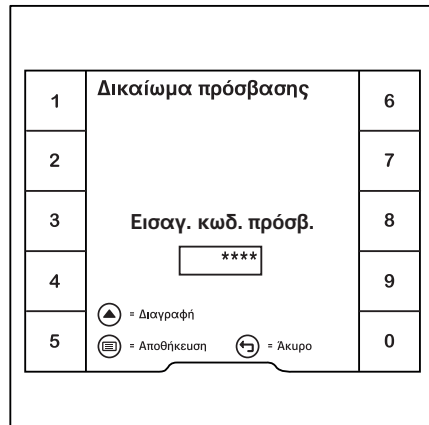 Δικαίωμα πρόσβασης
1
6
2
7
3
Εισαγ. κωδ. πρόσβ.
8
****
4
9
= Διαγραφή
5
= Αποθήκευση
= Άκυρο
0